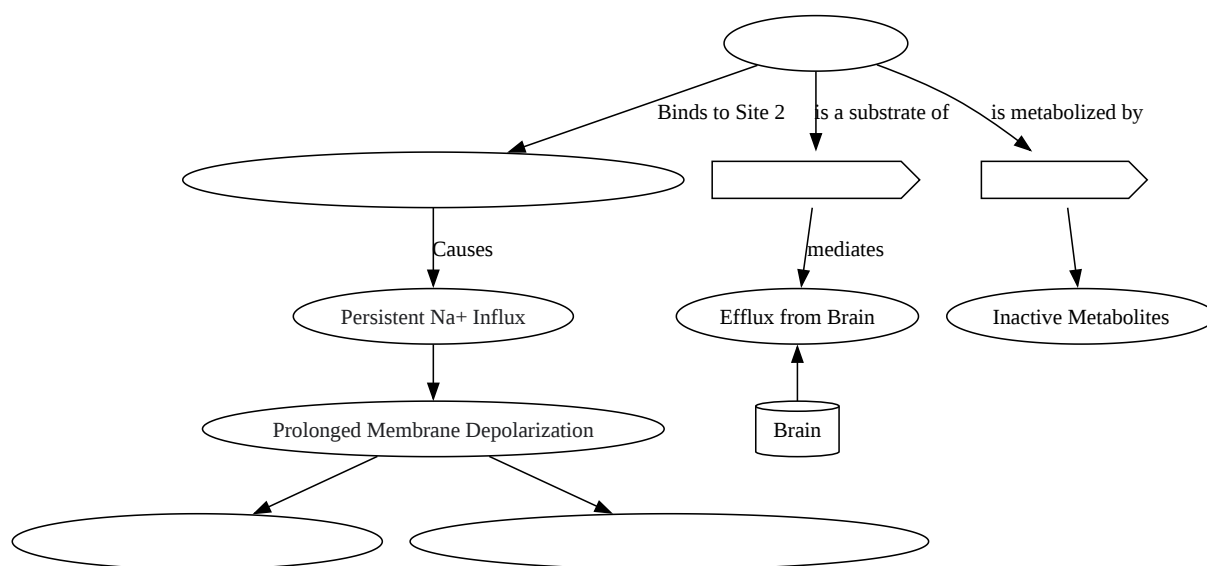 Binds to Site 2
is a substrate of
is metabolized by
Causes
mediates
Persistent Na+ Influx
Efflux from Brain
Inactive Metabolites
Prolonged Membrane Depolarization
Brain